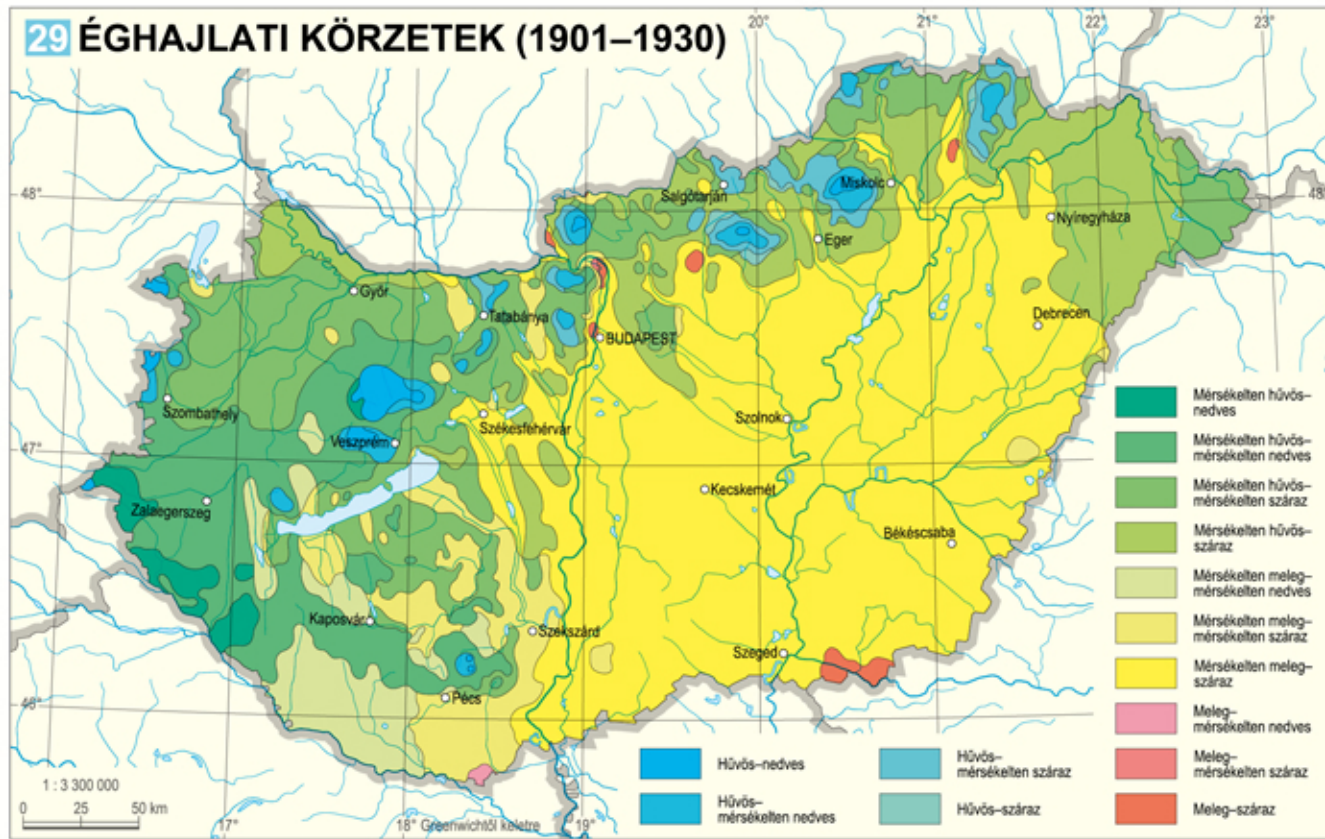 29 ÉGHAJLATI KÖRZETEK (1901–1930)
20°
21°
22°
23°
48°
48°
Salgótarján
Miskolc
Nyíregyháza
Eger
Győr
Tatabánya
BUDAPEST
Debrecen
Szombathely
Székesfehérvár
Szolnok
Veszprém
47°
Kecskemét
Zalaegerszeg
Békéscsaba
Kaposvár
Szekszárd
Szeged
Pécs
46°
Mérsékelten hűvös–
nedves
Mérsékelten hűvös–
mérsékelten nedves
Mérsékelten hűvös–
mérsékelten száraz
Mérsékelten hűvös–
száraz
Mérsékelten meleg–
mérsékelten nedves
Mérsékelten meleg–
mérsékelten száraz
Mérsékelten meleg–
száraz
Meleg–
mérsékelten nedves
Meleg–
mérsékelten száraz
Meleg–száraz
Hűvös–nedves
Hűvös–
mérsékelten nedves
Hűvös–
mérsékelten száraz
Hűvös–száraz
1 : 3 300 000
0 25 50 km
17°
18° Greenwichtől keletre
19°